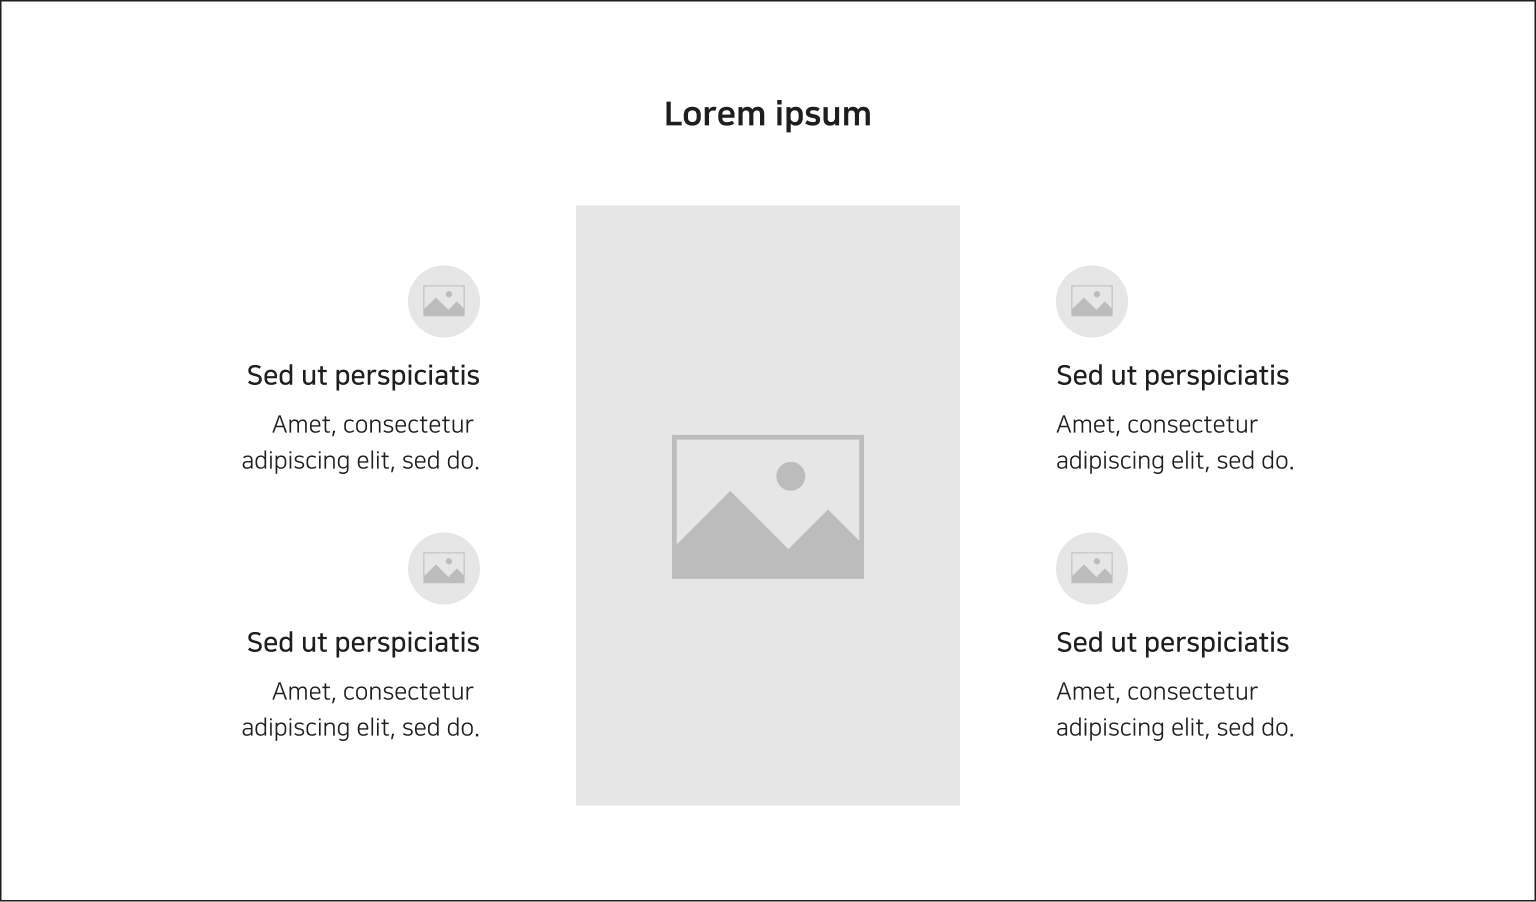 Lorem ipsum
Sed ut perspiciatis
Amet, consectetur
adipiscing elit, sed do.
Sed ut perspiciatis
Amet, consectetur
adipiscing elit, sed do.
Sed ut perspiciatis
Amet, consectetur
adipiscing elit, sed do.
Sed ut perspiciatis
Amet, consectetur
adipiscing elit, sed do.